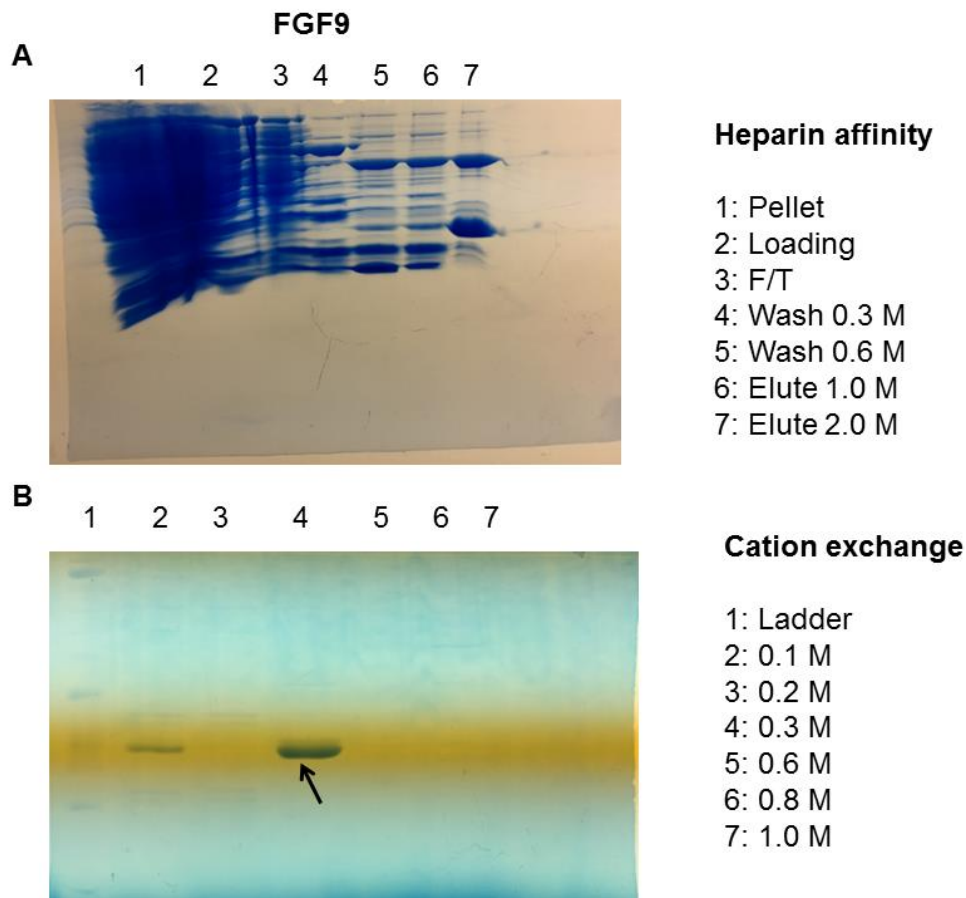 FGF9
A
1 2 3 4 5 6 7
Heparin affinity
1: Pellet
2: Loading
3: F/T
4: Wash 0.3 M
5: Wash 0.6 M
6: Elute 1.0 M
7: Elute 2.0 M
B
1 2 3 4 5 6 7
Cation exchange
1: Ladder
2: 0.1 M
3: 0.2 M
4: 0.3 M
5: 0.6 M
6: 0.8 M
7: 1.0 M